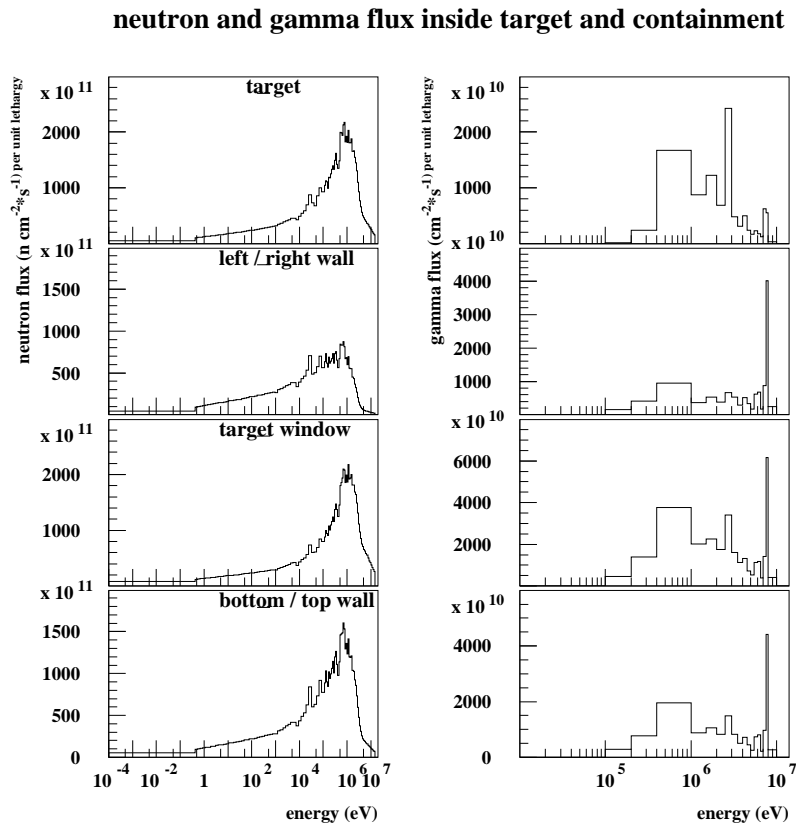 neutron and gamma flux inside target and containment
x 10^11
target
2000
1000
x 10^11
left / right wall
1500
1000
500
x 10^11
target window
2000
1000
x 10^11
bottom / top wall
1500
1000
500
0
10^-4 10^-2 1 10^2 10^4 10^6 10^7
energy (eV)
neutron flux (n cm^-2*s^-1) per unit lethargy
x 10^10
2000
1000
x 10^10
4000
2000
1000
x 10^10
3000
6000
4000
2000
x 10^10
4000
2000
0
10^5 10^6 10^7
energy (eV)
gamma flux (cm^-2*s^-1) per unit lethargy